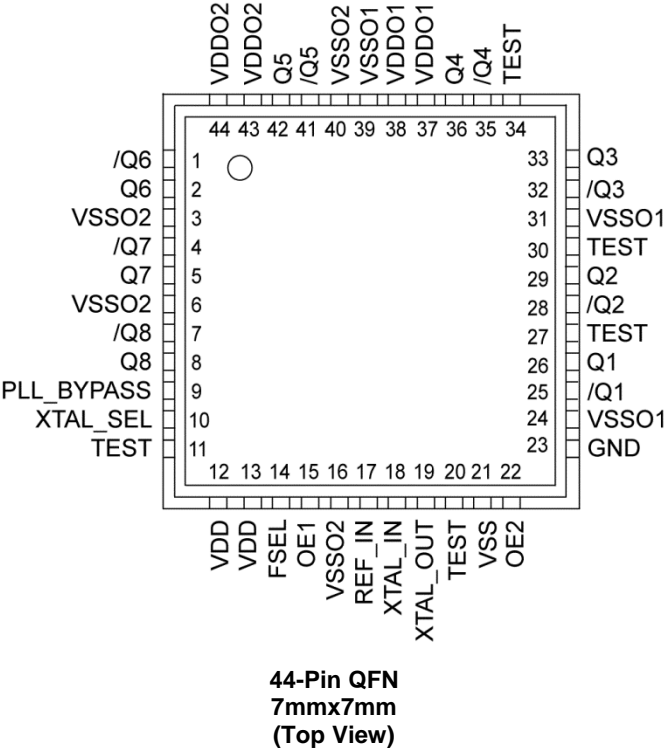 VDDO2 VDDO2 Q5 /Q5 VSSO2 VSSO1 VDDO1 VDDO1 Q4 /Q4 TEST
44 43 42 41 40 39 38 37 36 35 34
/Q6 1 33 Q3
Q6 2 32 /Q3
VSSO2 3 31 VSSO1
/Q7 4 30 TEST
Q7 5 29 Q2
VSSO2 6 28 /Q2
/Q8 7 27 TEST
Q8 8 26 Q1
PLL_BYPASS 9 25 /Q1
XTAL_SEL 10 24 VSSO1
TEST 11 23 GND
12 13 14 15 16 17 18 19 20 21 22
VDD VDD FSEL OE1 VSSO2 REF_IN XTAL_IN XTAL_OUT TEST VSS OE2
44-Pin QFN
7mmx7mm
(Top View)